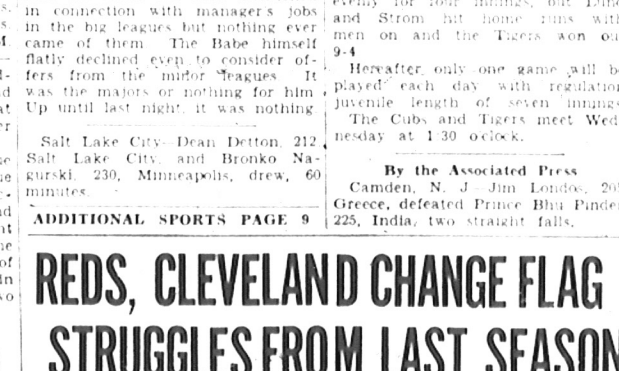 in connection with manager's jobs
in the big leagues but nothing ever
came of them The Babe himself
flatly declined even to consider of-
fers from the minor leagues It
was the majors or nothing for him
Up until last night, it was nothing.
Salt Lake City—Dean Detton, 212
Salt Lake City, and Bronko Na-
gurski, 230, Minneapolis, drew, 60
minutes.
ADDITIONAL SPORTS PAGE 9
and Strom hit home runs with
men on and the Tigers won out
9-4
Hereafter, only one game will b
played each day with regulation
juvenile length of seven innings
The Cubs and Tigers meet Wed
nesday at 1:30 o'clock.
By the Associated Press
Camden, N. J—Jim Londos, 205
Greece, defeated Prince Bhu Pinder
225, India, two straight falls.
REDS, CLEVELAND CHANGE FLAG
STRUGGLES FROM LAST SEASON